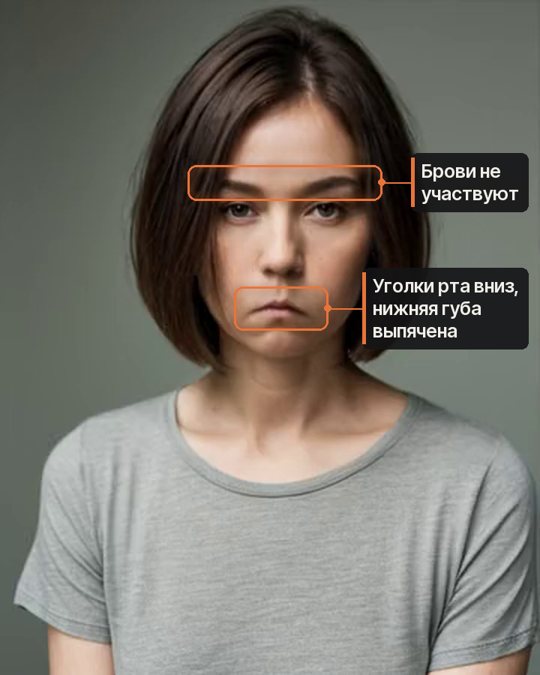 Брови не
участвуют
Уголки рта вниз,
нижняя губа
выпячена